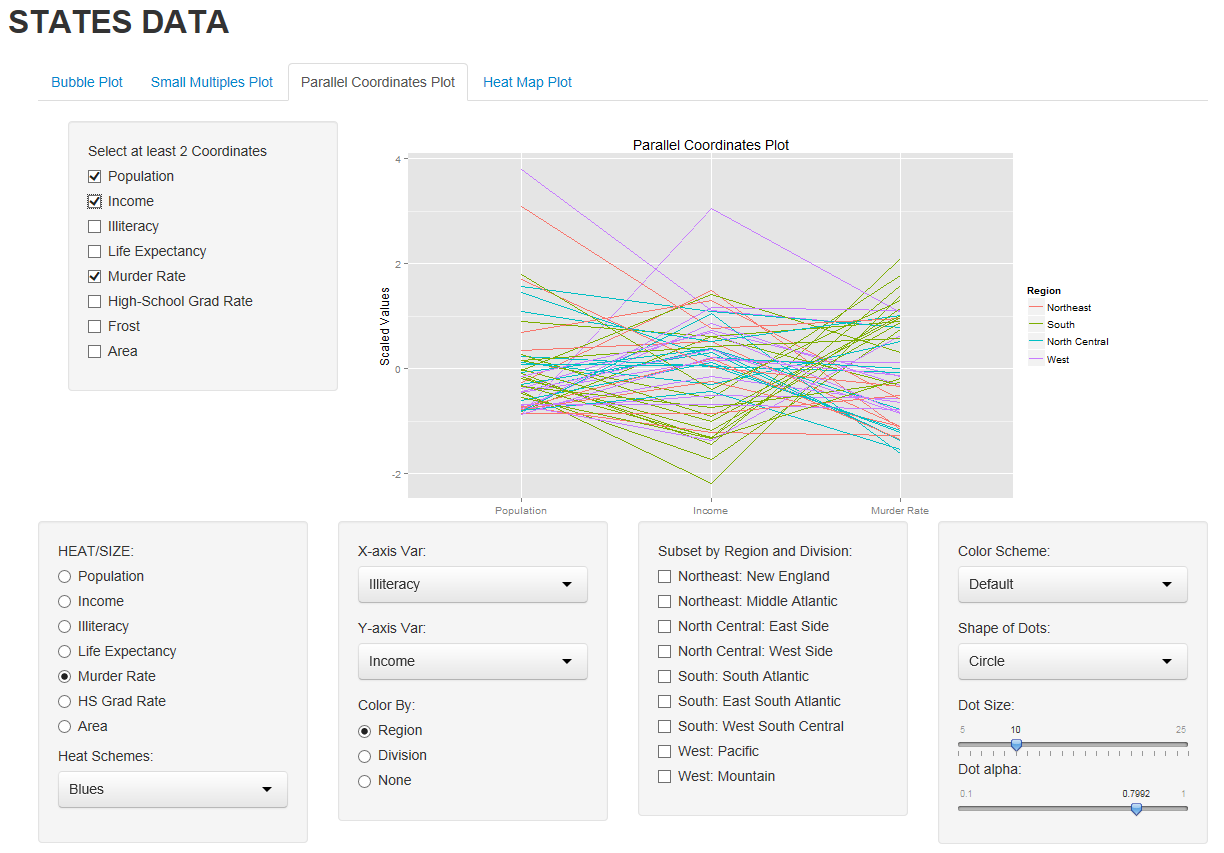 STATES DATA
Bubble Plot
Small Multiples Plot
Parallel Coordinates Plot
Heat Map Plot
Select at least 2 Coordinates
Population
Income
Illiteracy
Life Expectancy
Murder Rate
High-School Grad Rate
Frost
Area
Parallel Coordinates Plot
Scaled Values
4
2
0
-2
Population
Income
Murder Rate
Region
Northeast
South
North Central
West
HEAT/SIZE:
Population
Income
Illiteracy
Life Expectancy
Murder Rate
HS Grad Rate
Area
Heat Schemes:
Blues
X-axis Var:
Illiteracy
Y-axis Var:
Income
Color By:
Region
Division
None
Subset by Region and Division:
Northeast: New England
Northeast: Middle Atlantic
North Central: East Side
North Central: West Side
South: South Atlantic
South: East South Atlantic
South: West South Central
West: Pacific
West: Mountain
Color Scheme:
Default
Shape of Dots:
Circle
Dot Size:
5 10 25
Dot alpha:
0.1 0.7992 1